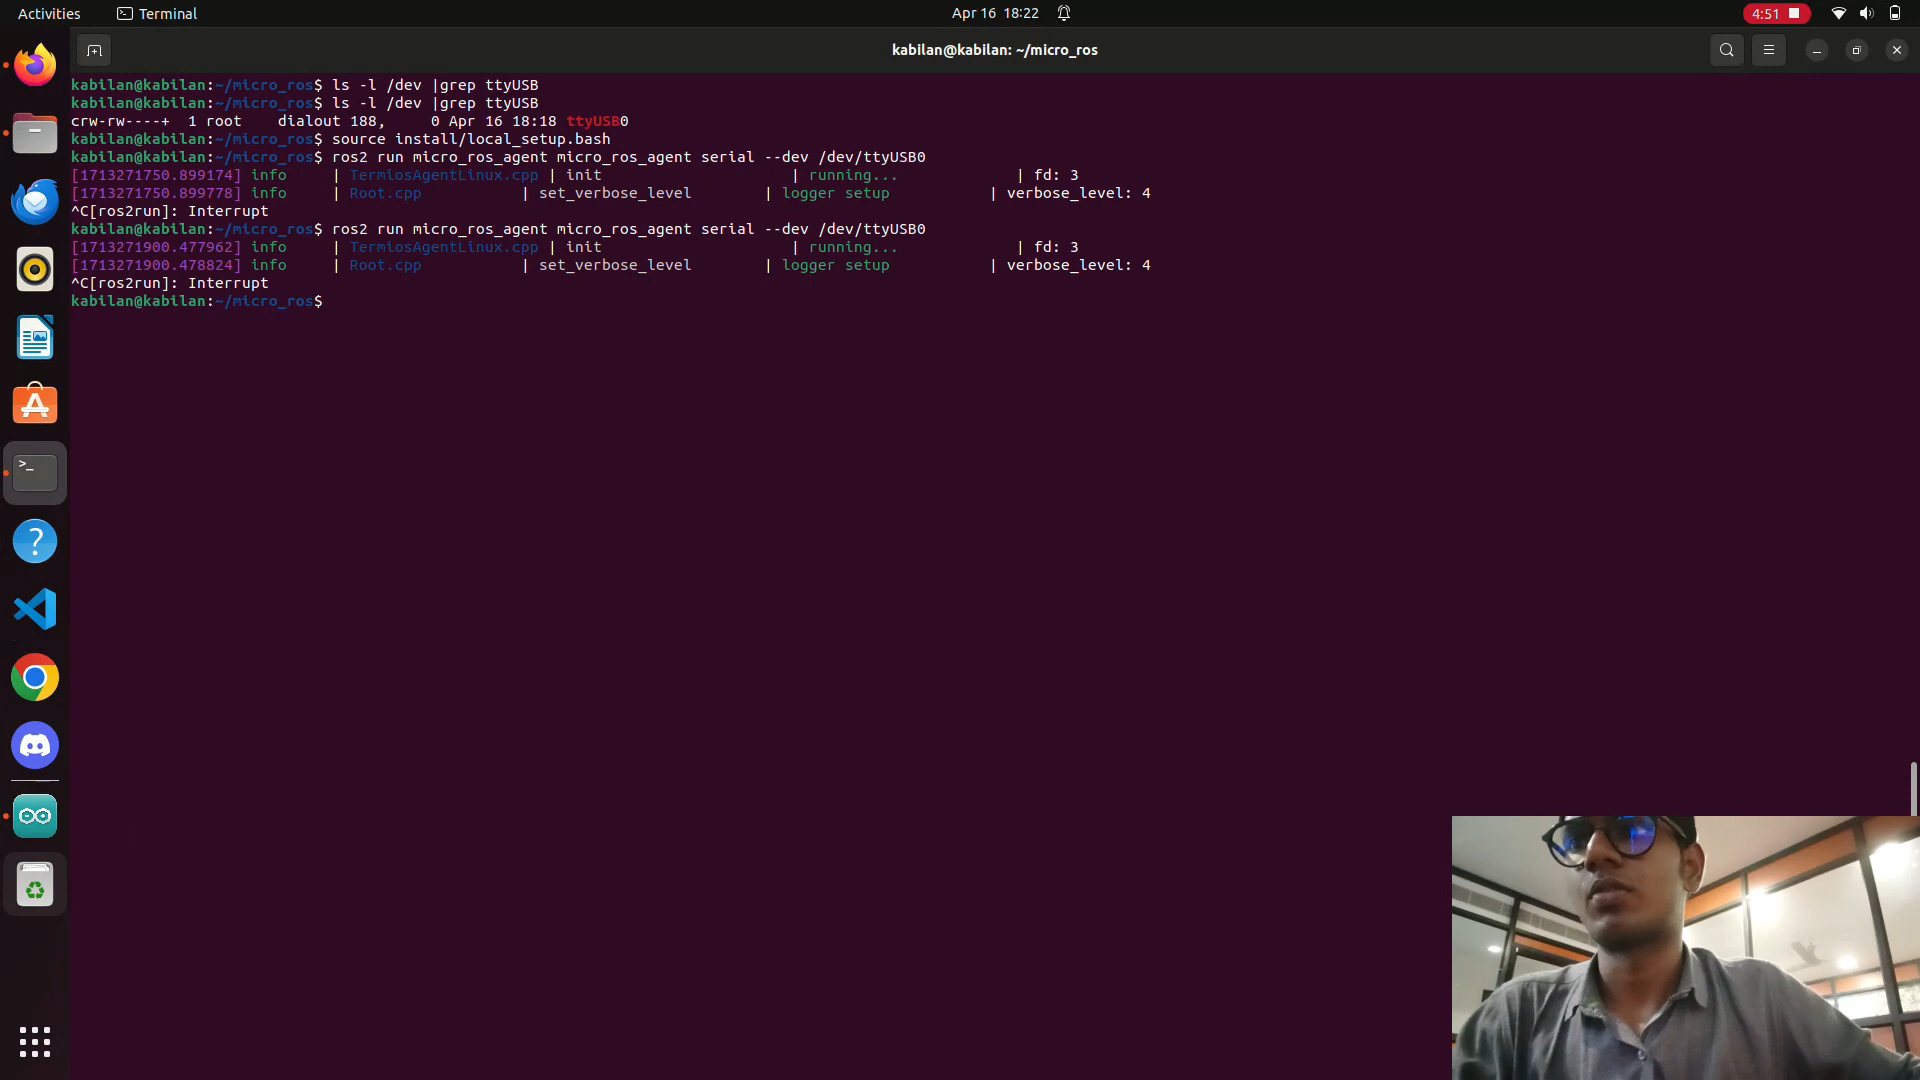 Activities
Terminal
Apr 16 18:22
4:51
kabilan@kabilan: ~/micro_ros
kabilan@kabilan:~/micro_ros$ ls -l /dev |grep ttyUSB
kabilan@kabilan:~/micro_ros$ ls -l /dev |grep ttyUSB
crw-rw----+  1 root    dialout 188,     0 Apr 16 18:18 ttyUSB0
kabilan@kabilan:~/micro_ros$ source install/local_setup.bash
kabilan@kabilan:~/micro_ros$ ros2 run micro_ros_agent micro_ros_agent serial --dev /dev/ttyUSB0
[1713271750.899174] info     | TermiosAgentLinux.cpp | init                     | running...             | fd: 3
[1713271750.899778] info     | Root.cpp           | set_verbose_level        | logger setup           | verbose_level: 4
^C[ros2run]: Interrupt
kabilan@kabilan:~/micro_ros$ ros2 run micro_ros_agent micro_ros_agent serial --dev /dev/ttyUSB0
[1713271900.477962] info     | TermiosAgentLinux.cpp | init                     | running...             | fd: 3
[1713271900.478824] info     | Root.cpp           | set_verbose_level        | logger setup           | verbose_level: 4
^C[ros2run]: Interrupt
kabilan@kabilan:~/micro_ros$